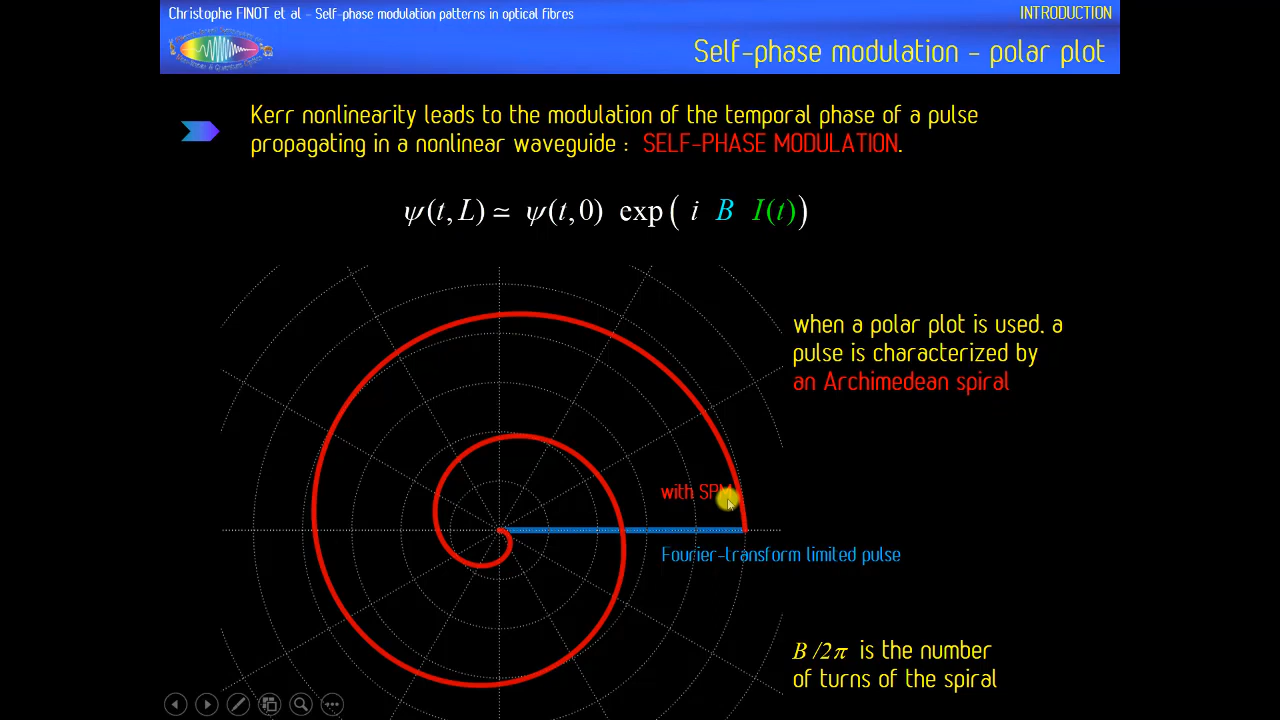 Christophe FINOT et al - Self-phase modulation patterns in optical fibres
INTRODUCTION
Self-phase modulation - polar plot
Kerr nonlinearity leads to the modulation of the temporal phase of a pulse
propagating in a nonlinear waveguide : SELF-PHASE MODULATION.
ψ(t, L) ≃ ψ(t,0) exp( i B I(t))
when a polar plot is used. a
pulse is characterized by
an Archimedean spiral
with SPM
Fourier-transform limited pulse
B /2π is the number
of turns of the spiral